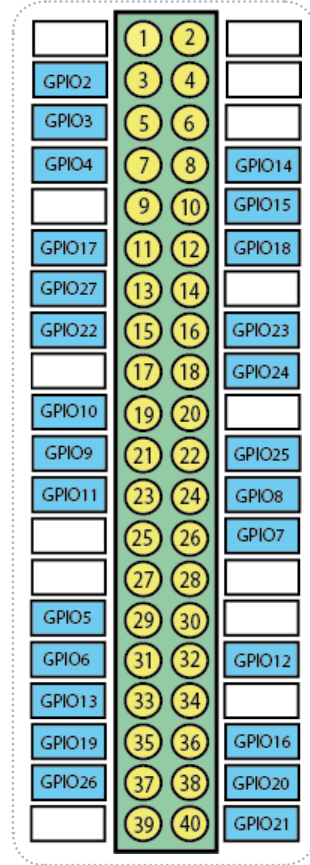 1 2
GPIO2 3 4
GPIO3 5 6
GPIO4 7 8 GPIO14
9 10 GPIO15
GPIO17 11 12 GPIO18
GPIO27 13 14
GPIO22 15 16 GPIO23
17 18 GPIO24
GPIO10 19 20
GPIO9 21 22 GPIO25
GPIO11 23 24 GPIO8
25 26 GPIO7
27 28
GPIO5 29 30
GPIO6 31 32 GPIO12
GPIO13 33 34
GPIO19 35 36 GPIO16
GPIO26 37 38 GPIO20
39 40 GPIO21